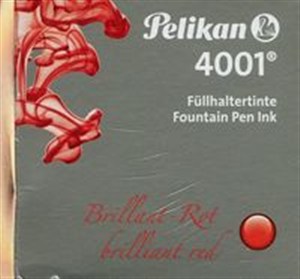 Pelikan
4001®
Füllhaltertinte
Fountain Pen Ink
Brillant-Rot
brilliant red